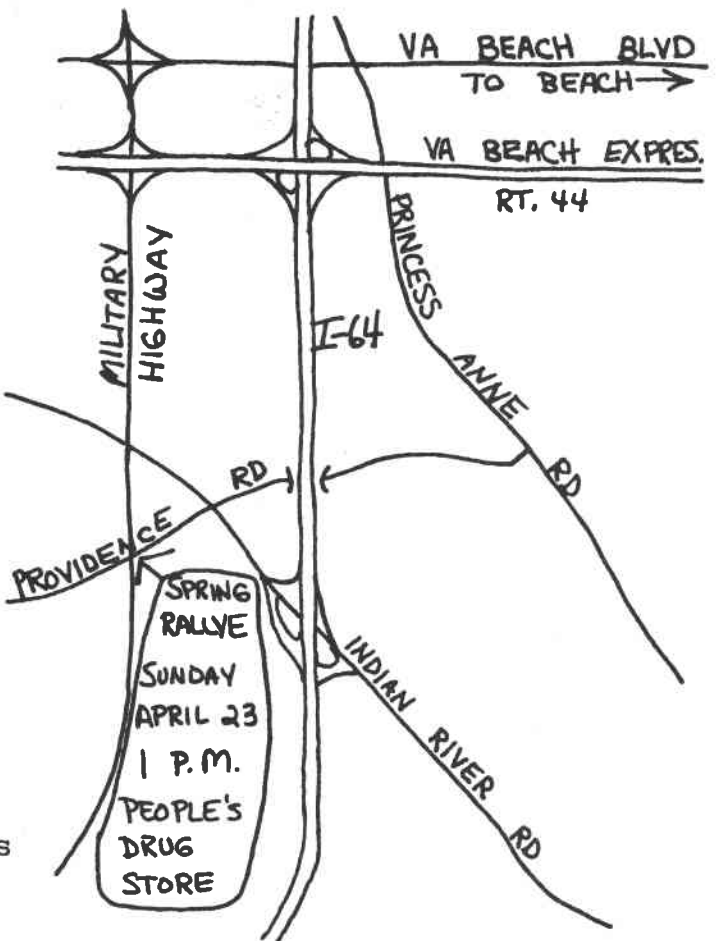 VA BEACH BLVD
TO BEACH
VA BEACH EXPRES.
RT. 44
PRINCESS ANNE RD
MILITARY
HIGHWAY
I-64
PROVIDENCE RD
SPRING
RALLYE
SUNDAY
APRIL 23
1 P.M.
PEOPLE'S
DRUG
STORE
INDIAN RIVER RD
s